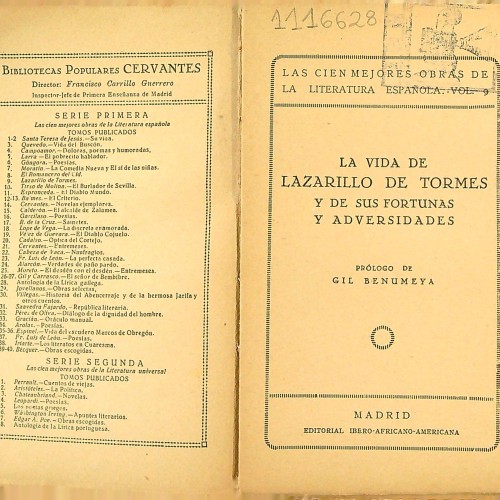 BIBLIOTECAS POPULARES CERVANTES
Director: Francisco Carrillo Guerrero
Inspector-Jefe de Primera Enseñanza de Madrid
SERIE PRIMERA
Las cien mejores obras de la Literatura española
TOMOS PUBLICADOS
1-2 Santa Teresa de Jesús.—Su vida.
3. Quevedo.—Vida del Buscón.
4. Campoamor.—Doloras, poemas y humoradas.
5. Larra.—El pobrecito hablador.
6. Góngora.—Poesías.
7. Moratín.—La Comedia Nueva y El sí de las niñas.
8. El Romancero del Cid.
9. Lazarillo de Tormes.
10. Tirso de Molina.—El Burlador de Sevilla.
11. Espronceda.—El Diablo Mundo.
12-13. Balmes.—El Criterio.
14. Cervantes.—Novelas ejemplares.
15. Calderón.—El alcalde de Zalamea.
16. Garcilaso.—Poesías.
17. R. de la Cruz.—Sainetes.
18. Lope de Vega.—La discreta enamorada.
19. Vélez de Guevara.—El Diablo Cojuelo.
20. Cadalso.—Optica del Cortejo.
21. Cervantes.—Entremeses.
22. Cabeza de Vaca.—Naufragios.
23. Fr. Luis de León.—La perfecta casada.
24. Alarcón.—Verdades de paño pardo.
25. Moreto.—El desdén con el desdén.—Entremeses.
26-27. Gil y Carrasco.—El señor de Bembibre.
28. Antología de la Lírica gallega.
29. Jovellanos.—Obras selectas.
30. Villegas.—Historia del Abencerraje y de la hermosa Jarifa y
otros cuentos.
31. Saavedra Fajardo.—República literaria.
32. Pérez de Oliva.—Diálogo de la dignidad del hombre.
33. Gracián.—Oráculo manual.
34. Arolas.—Poesías.
35-36. Espinel.—Vida del escudero Marcos de Obregón.
37. Fr. Luis de León.—Poesías.
38. Iriarte.—Los literatos en Cuaresma.
39-40. Bécquer.—Obras escogidas.
SERIE SEGUNDA
Las cien mejores obras de la Literatura universal
TOMOS PUBLICADOS
1. Perrault.—Cuentos de viejas.
2. Aristóteles.—La Política.
3. Chateaubriand.—Novelas.
4. Leopardi.—Poesías.
5. Los nomos griegos.
6. Wáshington Irving.—Apuntes literarios.
7. Edgar A. Poe.—Obras escogidas.
8. Antología de la Lírica portuguesa.
1116628
LAS CIEN MEJORES OBRAS DE
LA LITERATURA ESPAÑOLA. VOL. 9
LA VIDA DE
LAZARILLO DE TORMES
Y DE SUS FORTUNAS
Y ADVERSIDADES
PRÓLOGO DE
GIL BENUMEYA
MADRID
EDITORIAL IBERO-AFRICANO-AMERICANA